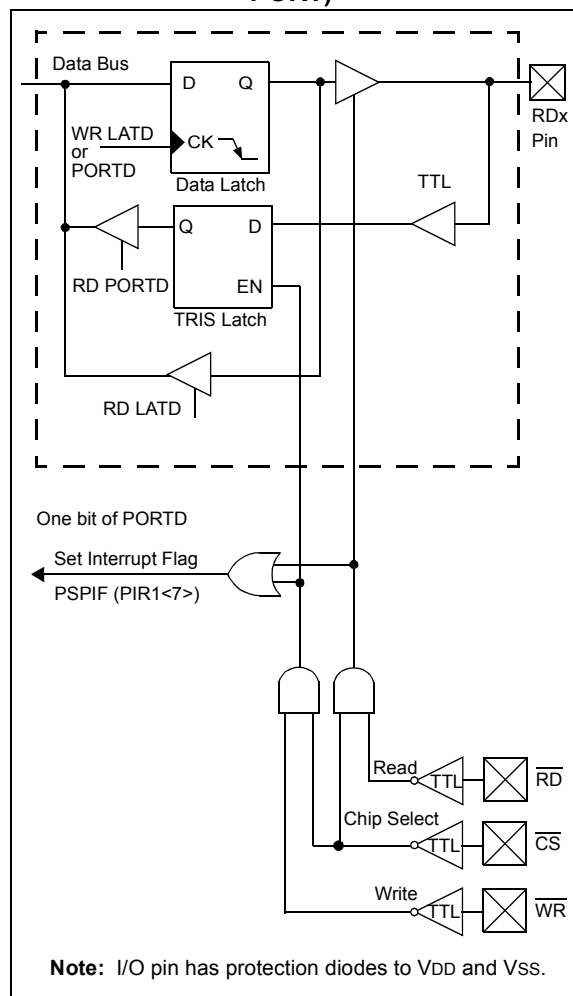 PORT)
Data Bus
D Q
WR LATD
or
PORTD
CK
Data Latch
RDx
Pin
TTL
Q D
RD PORTD
EN
TRIS Latch
RD LATD
One bit of PORTD
Set Interrupt Flag
PSPIF (PIR1<7>)
Read
TTL
RD
Chip Select
TTL
CS
Write
TTL
WR
Note: I/O pin has protection diodes to VDD and VSS.